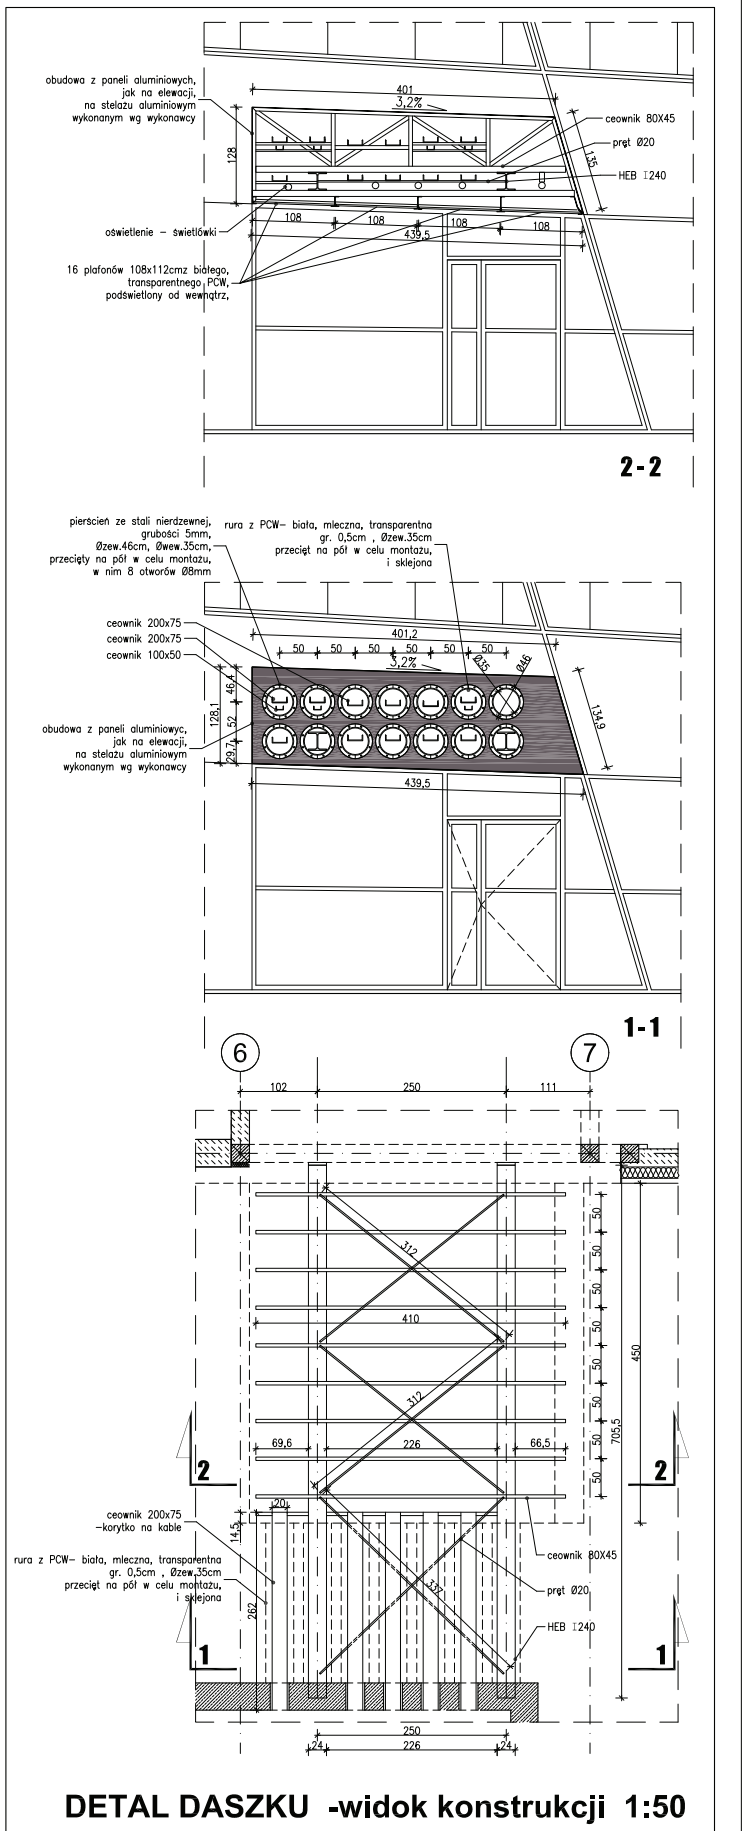 obudowa z paneli aluminiowych,
jak na elewacji,
na stelażu aluminiowym
wykonanym wg wykonawcy
401
3,2%
128
135
ceownik 80X45
pręt Ø20
HEB I240
oświetlenie - świetlówki
108
108
108
108
439,5
16 plafonów 108x112cmz białego,
transparentnego PCW,
podświetlony od wewnątrz,
2-2
pierścień ze stali nierdzewnej,
grubości 5mm,
Øzew.46cm, Øwew.35cm,
przecięty na pół w celu montażu,
w nim 8 otworów Ø8mm
rura z PCW- biała, mleczna, transparentna
gr. 0,5cm , Øzew.35cm
przecięt na pół w celu montażu,
i sklejona
ceownik 200x75
ceownik 200x75
ceownik 100x50
401,2
50
50
50
50
50
50
3,2%
Ø35
Ø46
46,4
128,1
52
29,7
134,9
obudowa z paneli aluminiowyc,
jak na elewacji,
na stelażu aluminiowym
wykonanym wg wykonawcy
439,5
1-1
6
7
102
250
111
312
410
312
50
50
50
50
50
50
50
50
450
705,5
69,6
226
66,5
2
2
20
ceownik 200x75
-korytko na kable
14,5
rura z PCW- biała, mleczna, transparentna
gr. 0,5cm , Øzew.35cm
przecięt na pół w celu montażu,
i sklejona
262
337
ceownik 80X45
pręt Ø20
HEB I240
1
1
250
24
226
24
DETAL DASZKU -widok konstrukcji 1:50